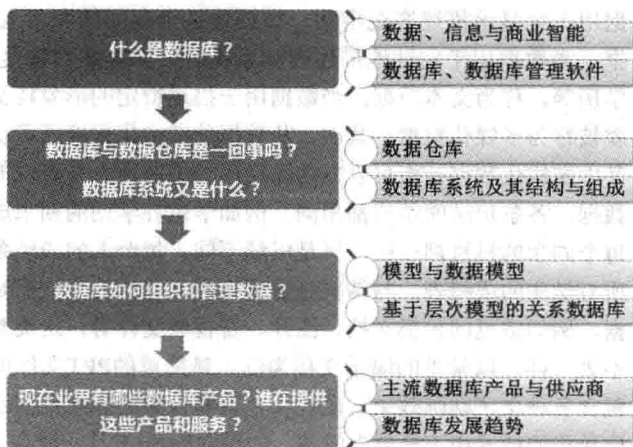 什么是数据库？
数据、信息与商业智能
数据库、数据库管理软件
数据库与数据仓库是一回事吗？
数据库系统又是什么？
数据仓库
数据库系统及其结构与组成
数据库如何组织和管理数据？
模型与数据模型
基于层次模型的关系数据库
现在业界有哪些数据库产品？谁在提供
这些产品和服务？
主流数据库产品与供应商
数据库发展趋势